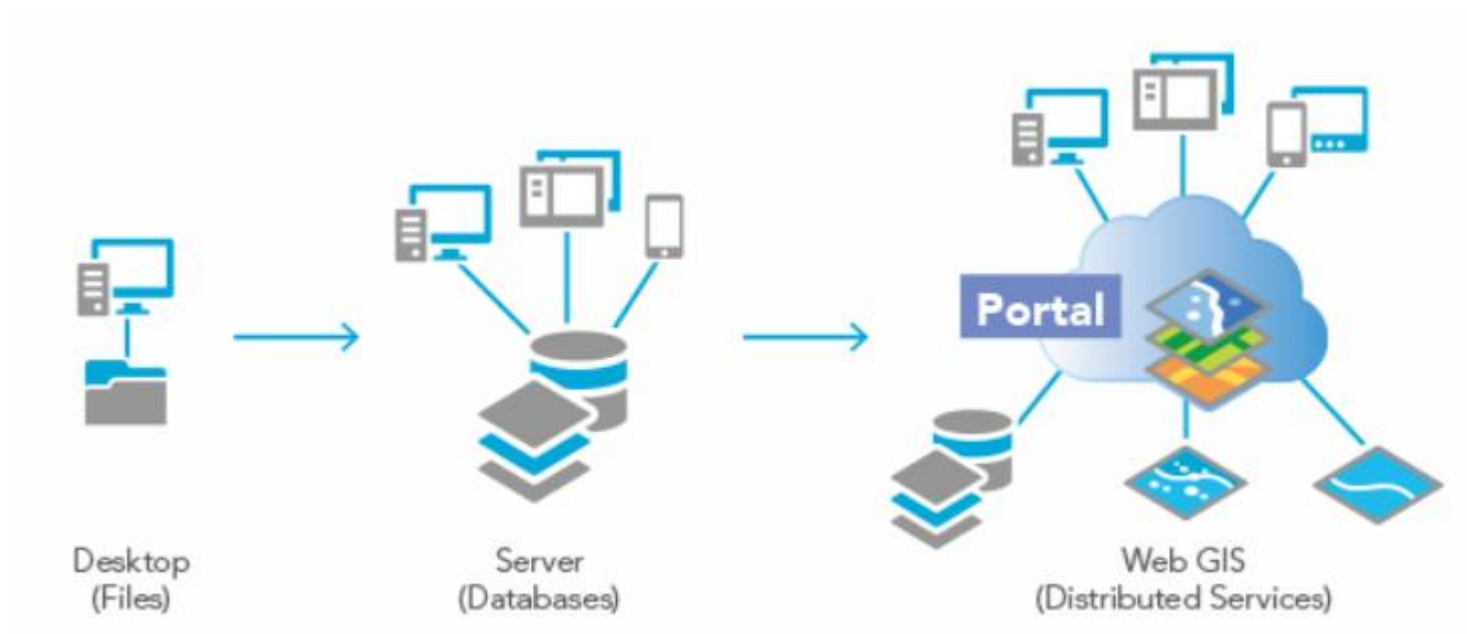 Portal
Desktop
(Files)
Server
(Databases)
Web GIS
(Distributed Services)